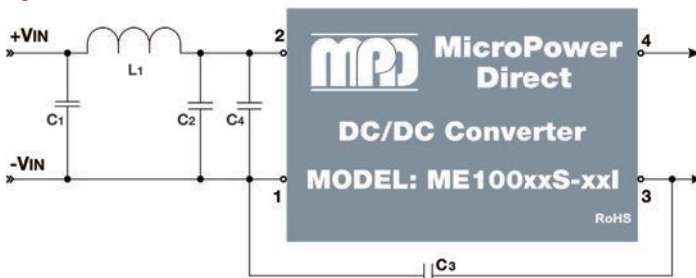 +VIN
2
MPD
MicroPower
Direct
4
L1
C1
C2
C4
DC/DC Converter
-VIN
1
MODEL: ME100xxS-xxI
3
RoHS
C3